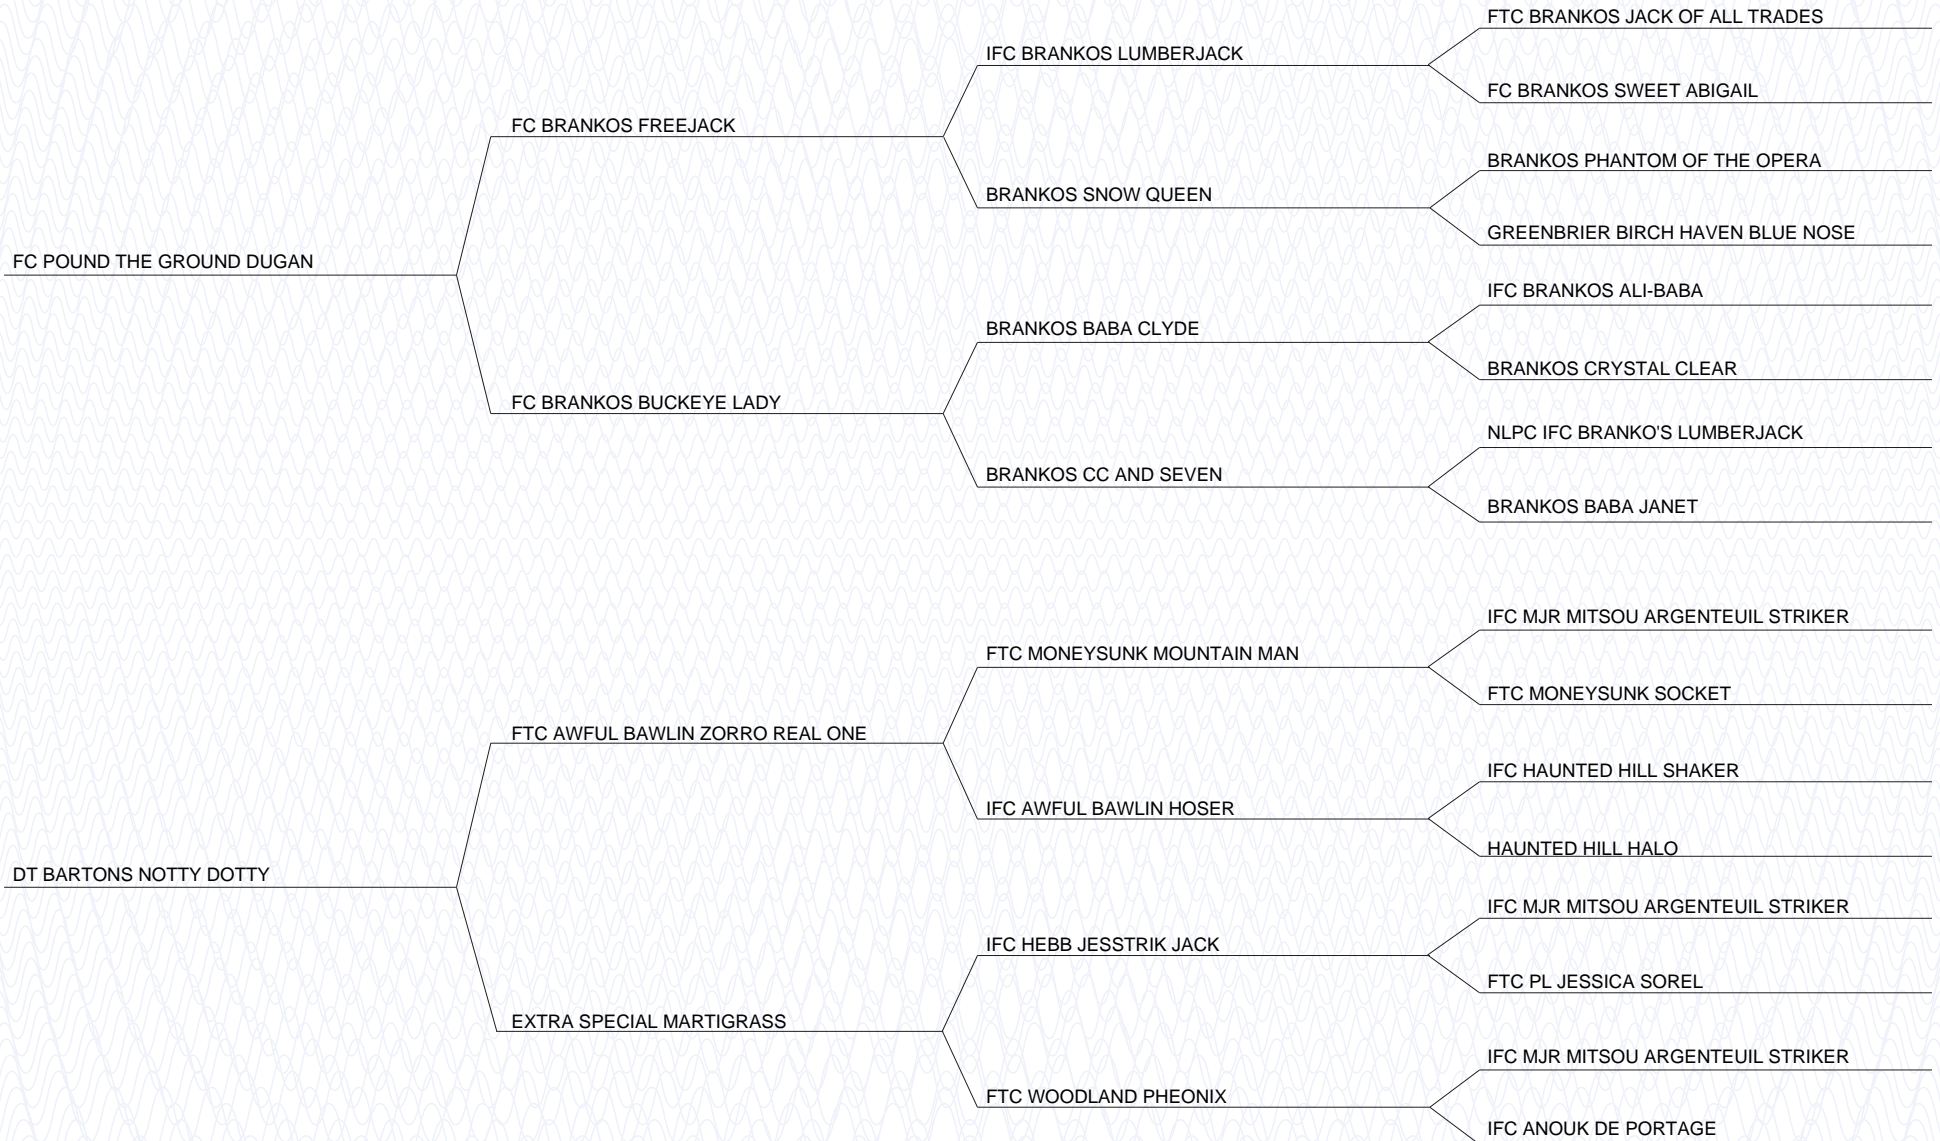 FTC BRANKOS JACK OF ALL TRADES
IFC BRANKOS LUMBERJACK
FC BRANKOS SWEET ABIGAIL
FC BRANKOS FREEJACK
BRANKOS PHANTOM OF THE OPERA
BRANKOS SNOW QUEEN
GREENBRIER BIRCH HAVEN BLUE NOSE
FC POUND THE GROUND DUGAN
IFC BRANKOS ALI-BABA
BRANKOS BABA CLYDE
BRANKOS CRYSTAL CLEAR
FC BRANKOS BUCKEYE LADY
NLPC IFC BRANKO'S LUMBERJACK
BRANKOS CC AND SEVEN
BRANKOS BABA JANET
IFC MJR MITSOU ARGENTEUIL STRIKER
FTC MONEYSUNK MOUNTAIN MAN
FTC MONEYSUNK SOCKET
FTC AWFUL BAWLIN ZORRO REAL ONE
IFC HAUNTED HILL SHAKER
IFC AWFUL BAWLIN HOSER
HAUNTED HILL HALO
DT BARTONS NOTTY DOTTY
IFC MJR MITSOU ARGENTEUIL STRIKER
IFC HEBB JESSTRIK JACK
FTC PL JESSICA SOREL
EXTRA SPECIAL MARTIGRASS
IFC MJR MITSOU ARGENTEUIL STRIKER
FTC WOODLAND PHEONIX
IFC ANOUK DE PORTAGE